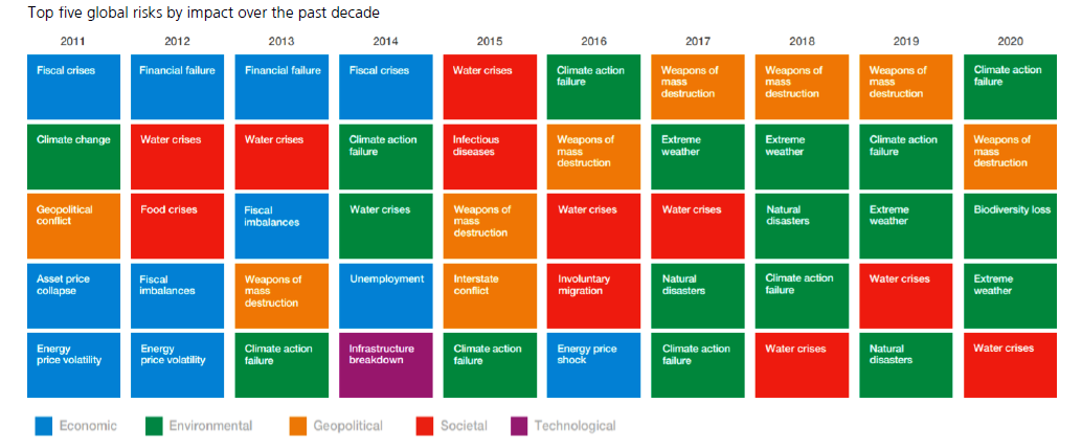 Top five global risks by impact over the past decade
2011 2012 2013 2014 2015 2016 2017 2018 2019 2020
Fiscal crises
Financial failure
Financial failure
Fiscal crises
Water crises
Climate action
failure
Weapons of
mass
destruction
Weapons of
mass
destruction
Weapons of
mass
destruction
Climate action
failure
Climate change
Water crises
Water crises
Climate action
failure
Infectious
diseases
Weapons of
mass
destruction
Extreme
weather
Extreme
weather
Climate action
failure
Weapons of
mass
destruction
Geopolitical
conflict
Food crises
Fiscal
imbalances
Water crises
Weapons of
mass
destruction
Water crises
Water crises
Natural
disasters
Extreme
weather
Biodiversity loss
Asset price
collapse
Fiscal
imbalances
Weapons of
mass
destruction
Unemployment
Interstate
conflict
Involuntary
migration
Natural
disasters
Climate action
failure
Water crises
Extreme
weather
Energy
price volatility
Energy
price volatility
Climate action
failure
Infrastructure
breakdown
Climate action
failure
Energy price
shock
Climate action
failure
Water crises
Natural
disasters
Water crises
Economic Environmental Geopolitical Societal Technological